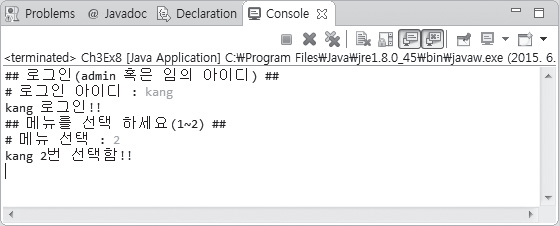 Problems @ Javadoc Declaration Console
<terminated> Ch3Ex8 [Java Application] C:₩Program Files₩Java₩jre1.8.0_45₩bin₩javaw.exe (2015. 6.
## 로그인(admin 혹은 임의 아이디) ##
# 로그인 아이디 : kang
kang 로그인!!
## 메뉴를 선택 하세요(1~2) ##
# 메뉴 선택 : 2
kang 2번 선택함!!